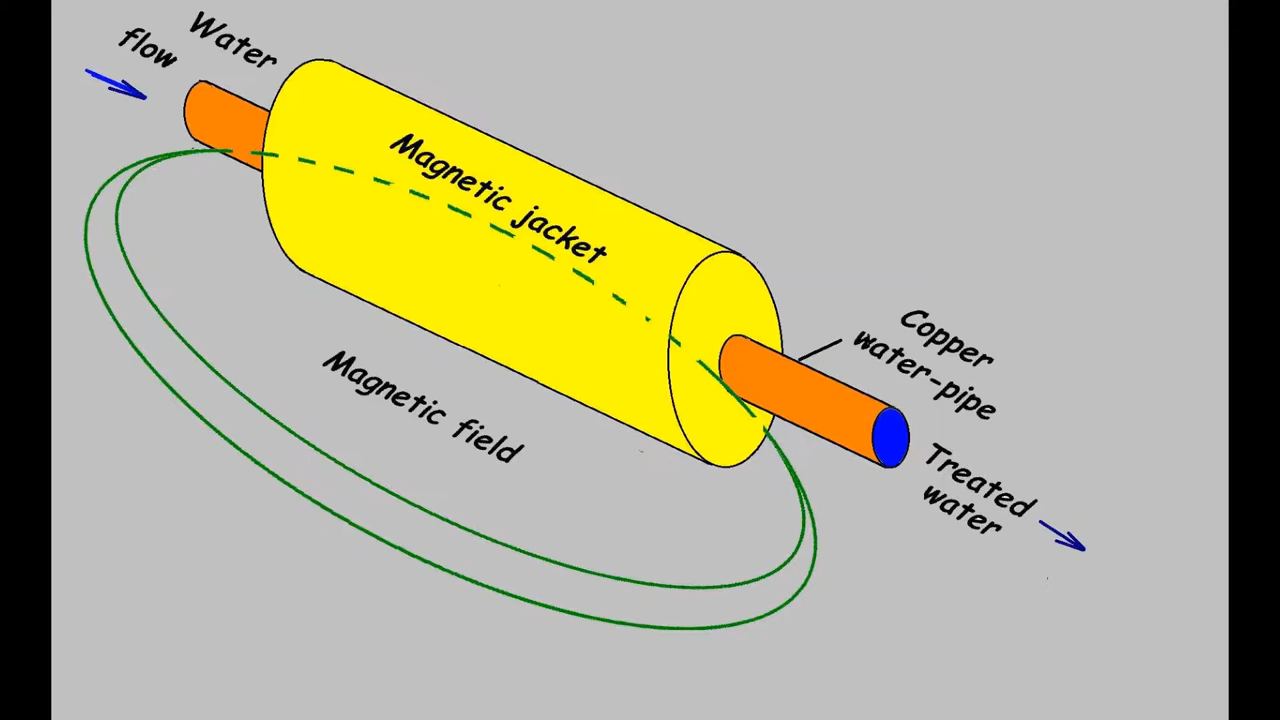 Water
flow
Magnetic jacket
Magnetic field
Copper
water-pipe
Treated
water